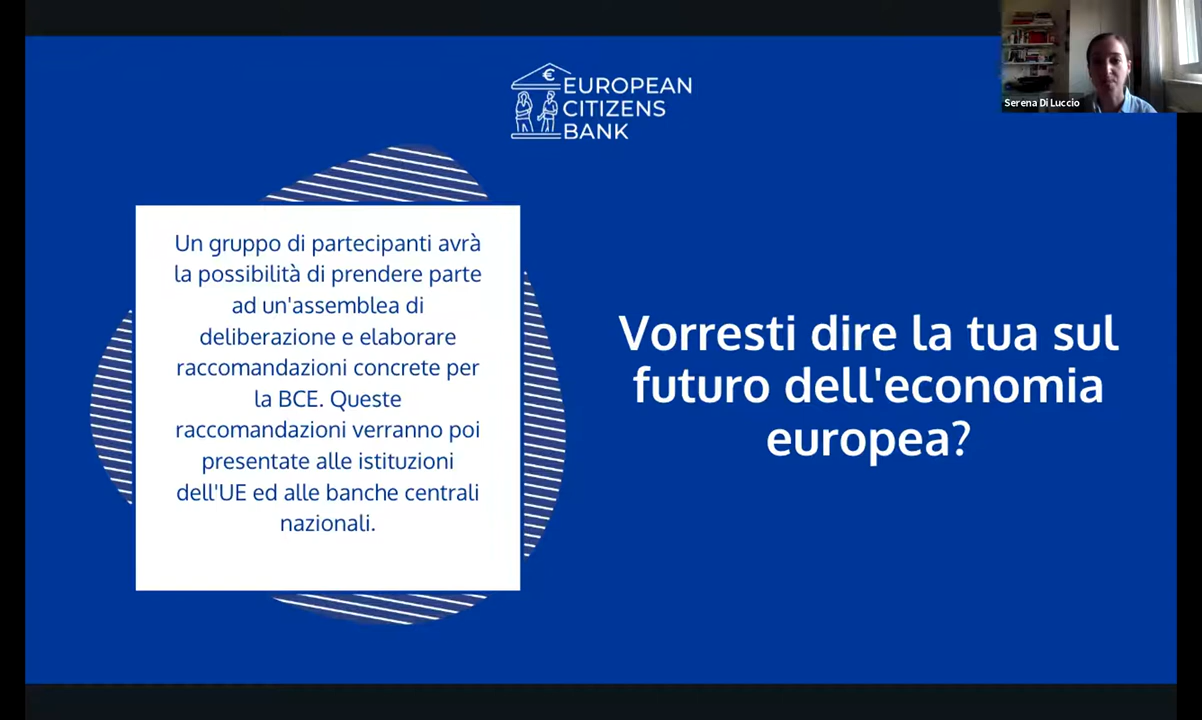 EUROPEAN
CITIZENS
BANK
€
Serena Di Luccio
Un gruppo di partecipanti avrà
la possibilità di prendere parte
ad un'assemblea di
deliberazione e elaborare
raccomandazioni concrete per
la BCE. Queste
raccomandazioni verranno poi
presentate alle istituzioni
dell'UE ed alle banche centrali
nazionali.
Vorresti dire la tua sul
futuro dell'economia
europea?